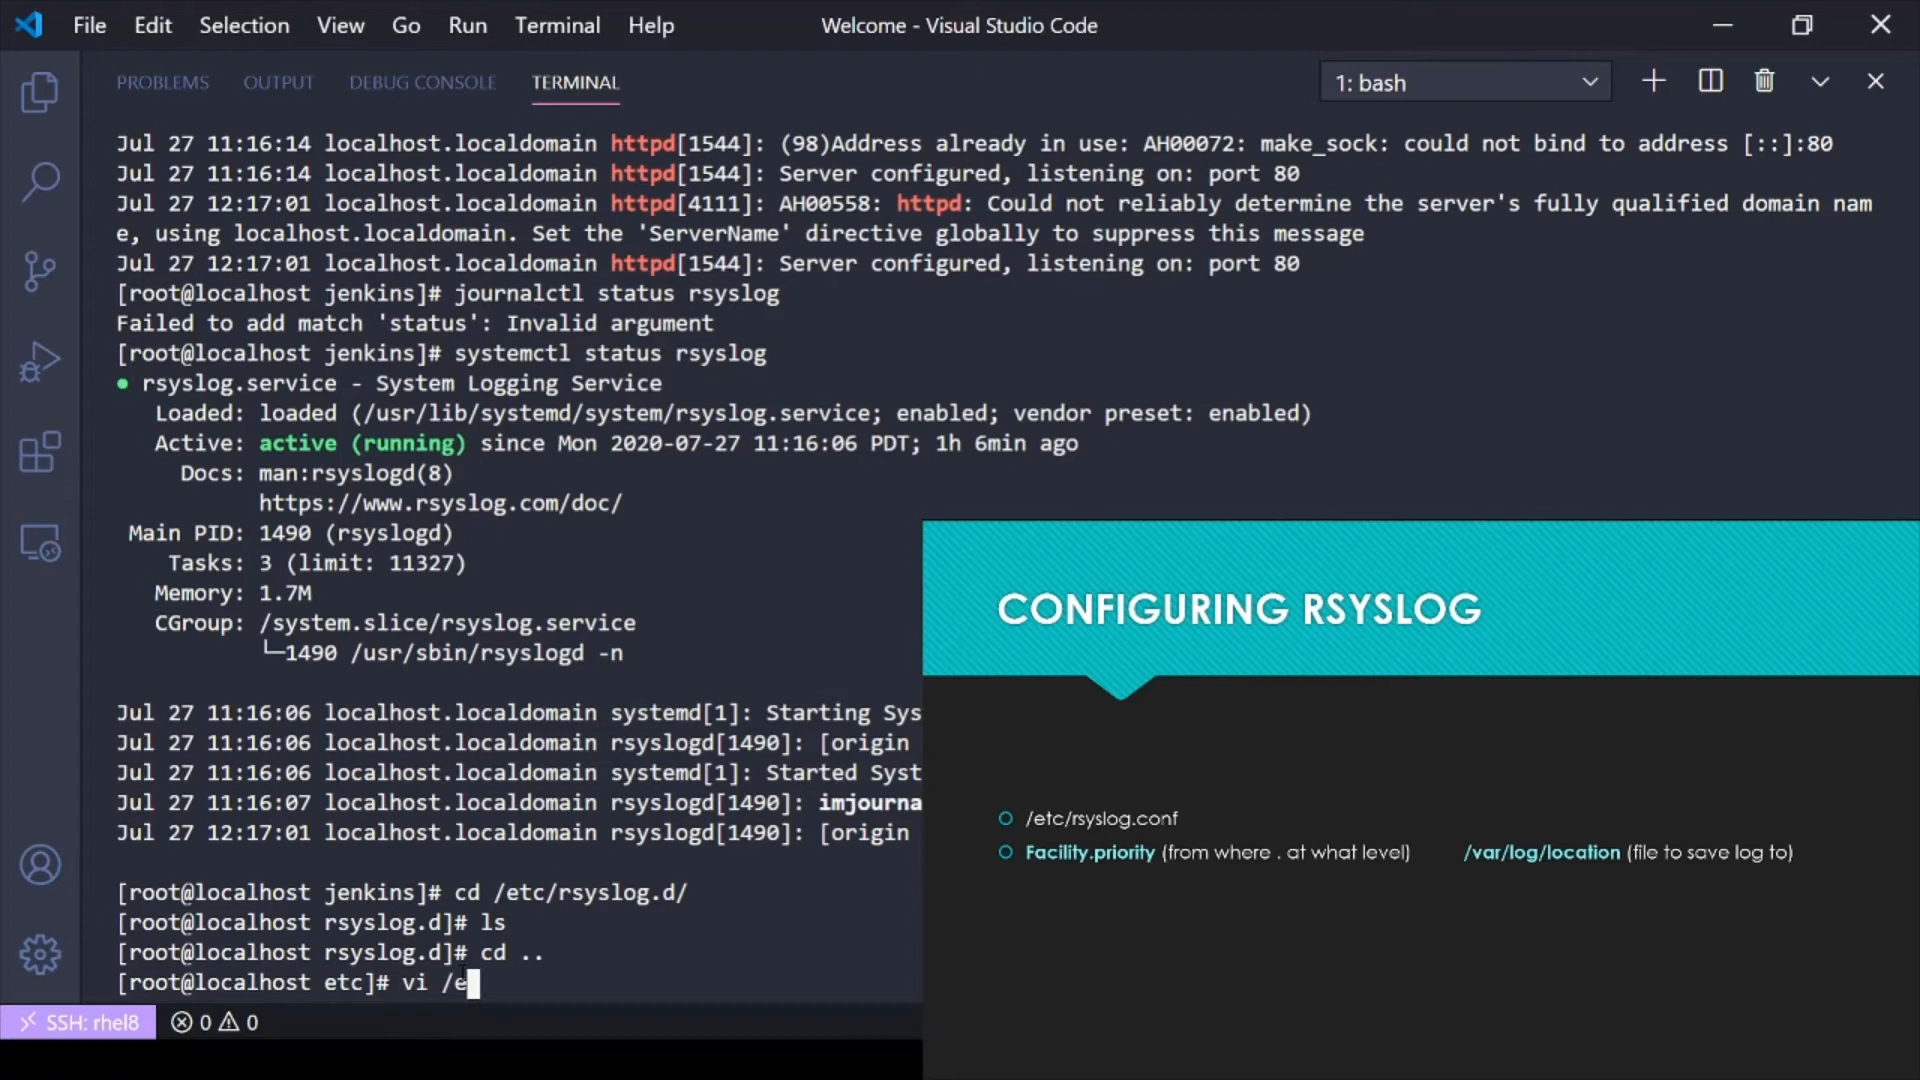 File Edit Selection View Go Run Terminal Help Welcome - Visual Studio Code
PROBLEMS OUTPUT DEBUG CONSOLE TERMINAL 1: bash
Jul 27 11:16:14 localhost.localdomain httpd[1544]: (98)Address already in use: AH00072: make_sock: could not bind to address [::]:80
Jul 27 11:16:14 localhost.localdomain httpd[1544]: Server configured, listening on: port 80
Jul 27 12:17:01 localhost.localdomain httpd[4111]: AH00558: httpd: Could not reliably determine the server's fully qualified domain nam
e, using localhost.localdomain. Set the 'ServerName' directive globally to suppress this message
Jul 27 12:17:01 localhost.localdomain httpd[1544]: Server configured, listening on: port 80
[root@localhost jenkins]# journalctl status rsyslog
Failed to add match 'status': Invalid argument
[root@localhost jenkins]# systemctl status rsyslog
● rsyslog.service - System Logging Service
Loaded: loaded (/usr/lib/systemd/system/rsyslog.service; enabled; vendor preset: enabled)
Active: active (running) since Mon 2020-07-27 11:16:06 PDT; 1h 6min ago
Docs: man:rsyslogd(8)
https://www.rsyslog.com/doc/
Main PID: 1490 (rsyslogd)
Tasks: 3 (limit: 11327)
Memory: 1.7M
CGroup: /system.slice/rsyslog.service
└─1490 /usr/sbin/rsyslogd -n
Jul 27 11:16:06 localhost.localdomain systemd[1]: Starting Sys
Jul 27 11:16:06 localhost.localdomain rsyslogd[1490]: [origin
Jul 27 11:16:06 localhost.localdomain systemd[1]: Started Syst
Jul 27 11:16:07 localhost.localdomain rsyslogd[1490]: imjourna
Jul 27 12:17:01 localhost.localdomain rsyslogd[1490]: [origin
[root@localhost jenkins]# cd /etc/rsyslog.d/
[root@localhost rsyslog.d]# ls
[root@localhost rsyslog.d]# cd ..
[root@localhost etc]# vi /e
SSH: rhel8 0 0
CONFIGURING RSYSLOG
/etc/rsyslog.conf
Facility.priority (from where . at what level) /var/log/location (file to save log to)